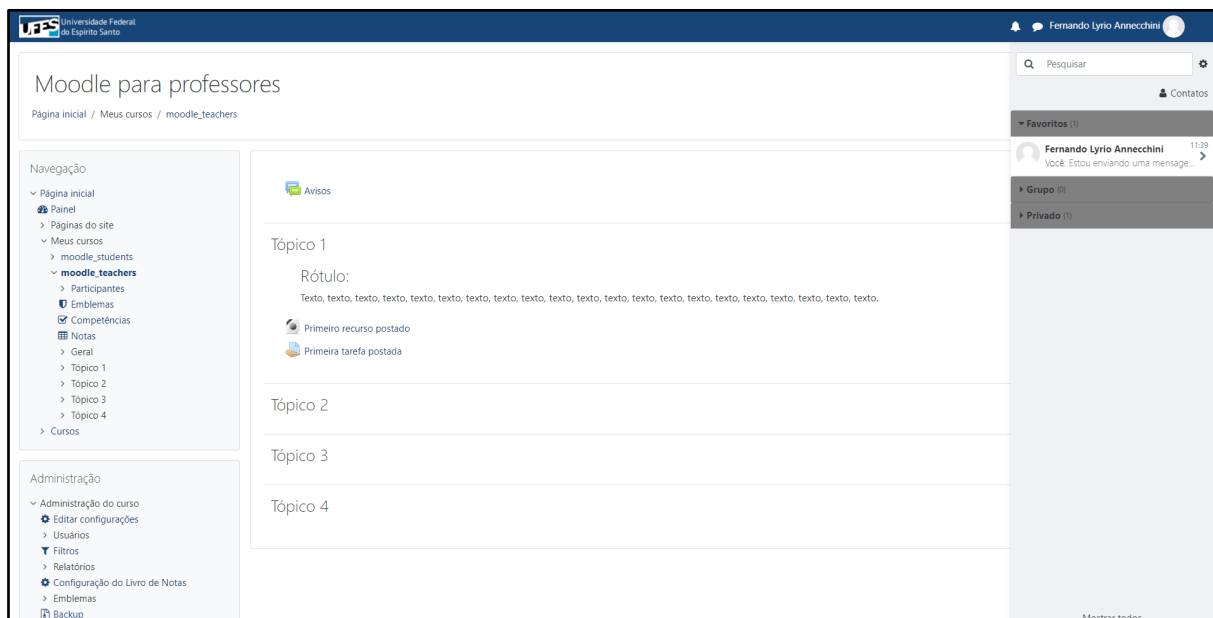 UFES Universidade Federal
do Espírito Santo
Fernando Lyrio Annecchini
Moodle para professores
Página inicial / Meus cursos / moodle_teachers
Navegação
Página inicial
Painel
Páginas do site
Meus cursos
moodle_students
moodle_teachers
Participantes
Emblemas
Competências
Notas
Geral
Tópico 1
Tópico 2
Tópico 3
Tópico 4
Cursos
Administração
Administração do curso
Editar configurações
Usuários
Filtros
Relatórios
Configuração do Livro de Notas
Emblemas
Backup
Avisos
Tópico 1
Rótulo:
Texto, texto, texto, texto, texto, texto, texto, texto, texto, texto, texto, texto, texto, texto, texto, texto, texto, texto, texto, texto, texto.
Primeiro recurso postado
Primeira tarefa postada
Tópico 2
Tópico 3
Tópico 4
Pesquisar
Contatos
Favoritos (1)
Fernando Lyrio Annecchini 11:39
Você: Estou enviando uma mensage...
Grupo (0)
Privado (1)
Mostrar todos